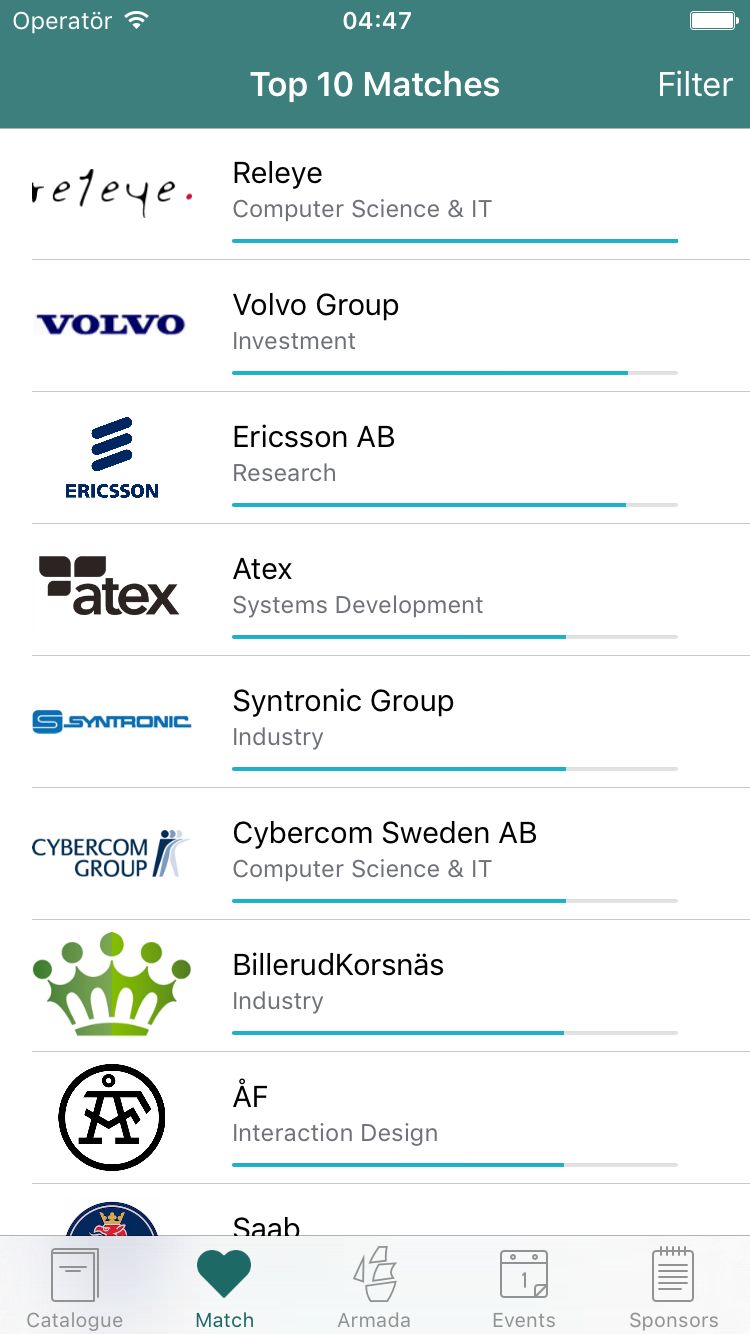 Operatör 04:47
Top 10 Matches Filter
releye.
Releye
Computer Science & IT
VOLVO
Volvo Group
Investment
ERICSSON
Ericsson AB
Research
atex
Atex
Systems Development
SYNTRONIC
Syntronic Group
Industry
CYBERCOM
GROUP
Cybercom Sweden AB
Computer Science & IT
BillerudKorsnäs
Industry
ÅF
ÅF
Interaction Design
Saab
1
Catalogue Match Armada Events Sponsors